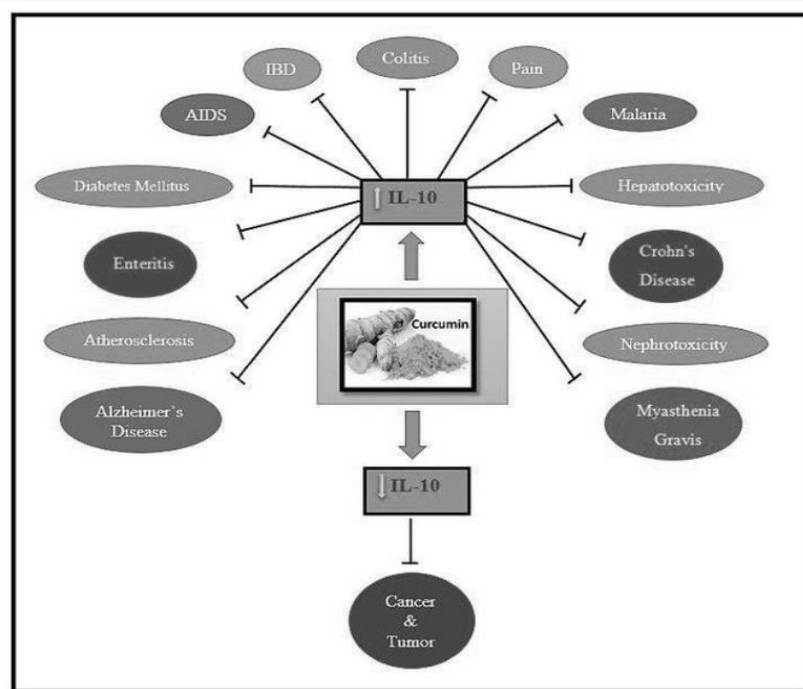 Colitis
IBD
Pain
AIDS
Malaria
Diabetes Mellitus
↑ IL-10
Hepatotoxicity
Enteritis
Crohn's
Disease
Curcumin
Atherosclerosis
Nephrotoxicity
Alzheimer's
Disease
Myasthenia
Gravis
↓ IL-10
Cancer
&
Tumor